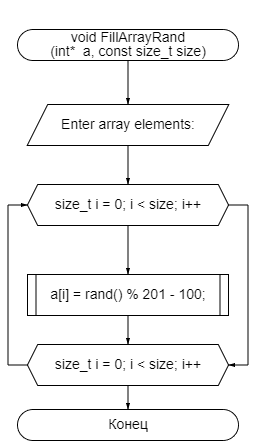 void FillArrayRand
(int*  a, const size_t size)
Enter array elements:
size_t i = 0; i < size; i++
a[i] = rand() % 201 - 100;
size_t i = 0; i < size; i++
Конец